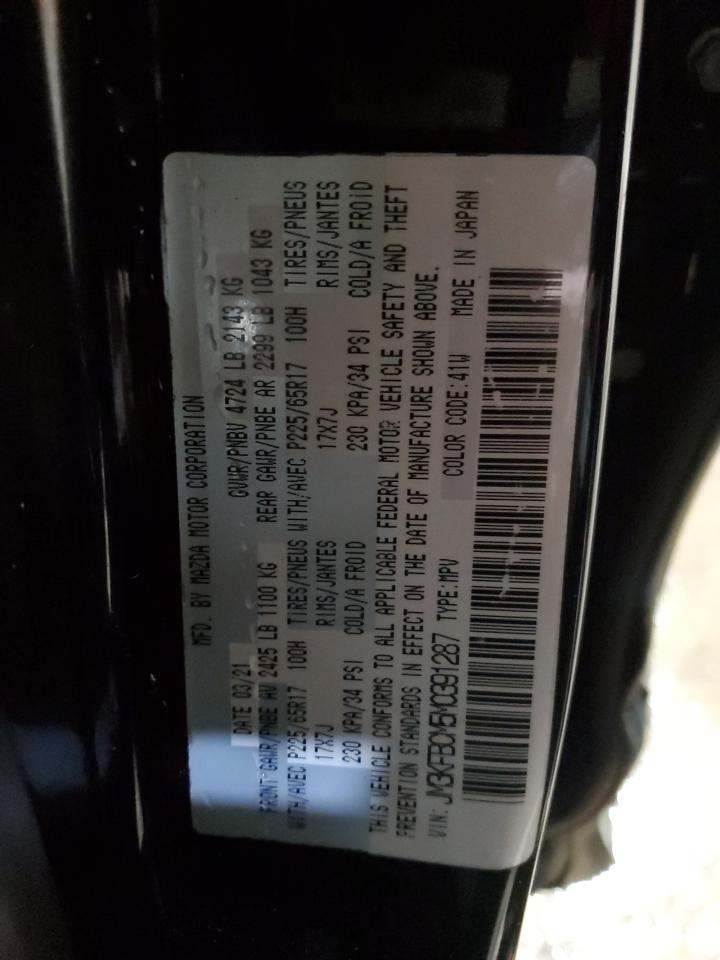 MFD. BY MAZDA MOTOR CORPORATION
DATE 03/21 GVWR/PNBV 4724 LB 2143 KG
FRONT GAWR/PNBE AV 2425 LB 1100 KG REAR GAWR/PNBE AR 2299 LB 1043 KG
WITH/AVEC P225/65R17 100H TIRES/PNEUS WITH/AVEC P225/65R17 100H TIRES/PNEUS
17X7J RIMS/JANTES 17X7J RIMS/JANTES
230 KPA/34 PSI COLD/A FROID 230 KPA/34 PSI COLD/A FROID
THIS VEHICLE CONFORMS TO ALL APPLICABLE FEDERAL MOTOR VEHICLE SAFETY AND THEFT
PREVENTION STANDARDS IN EFFECT ON THE DATE OF MANUFACTURE SHOWN ABOVE.
VIN: JM3KFBCM5M0391287 TYPE:MPV COLOR CODE:41W MADE IN JAPAN